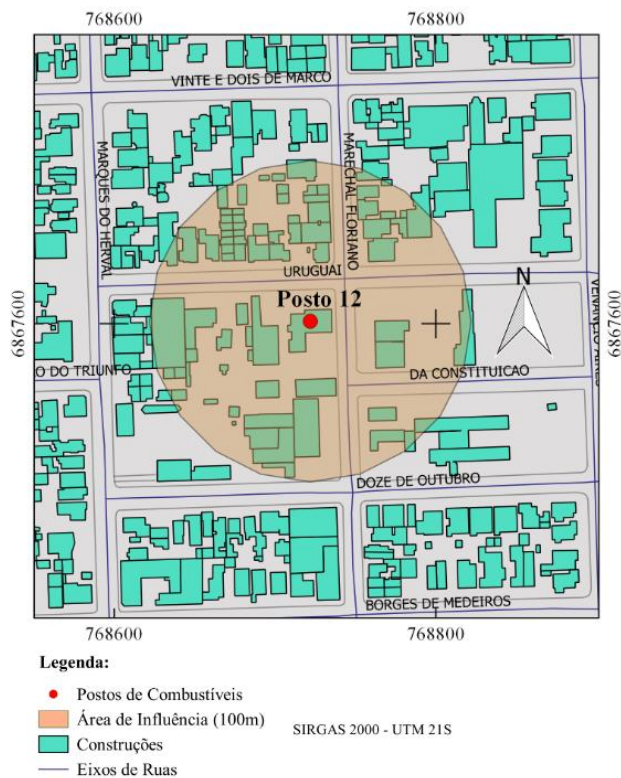 768600
768800
VINTE E DOIS DE MARCO
MARQUES DO HERVAL
MARECHAL FLORIANO
URUGUAI
N
Posto 12
6867600
6867600
O DO TRIUNFO
DA CONSTITUICAO
DOZE DE OUTUBRO
BORGES DE MEDEIROS
768600
768800
Legenda:
Postos de Combustíveis
Área de Influência (100m)
SIRGAS 2000 - UTM 21S
Construções
Eixos de Ruas